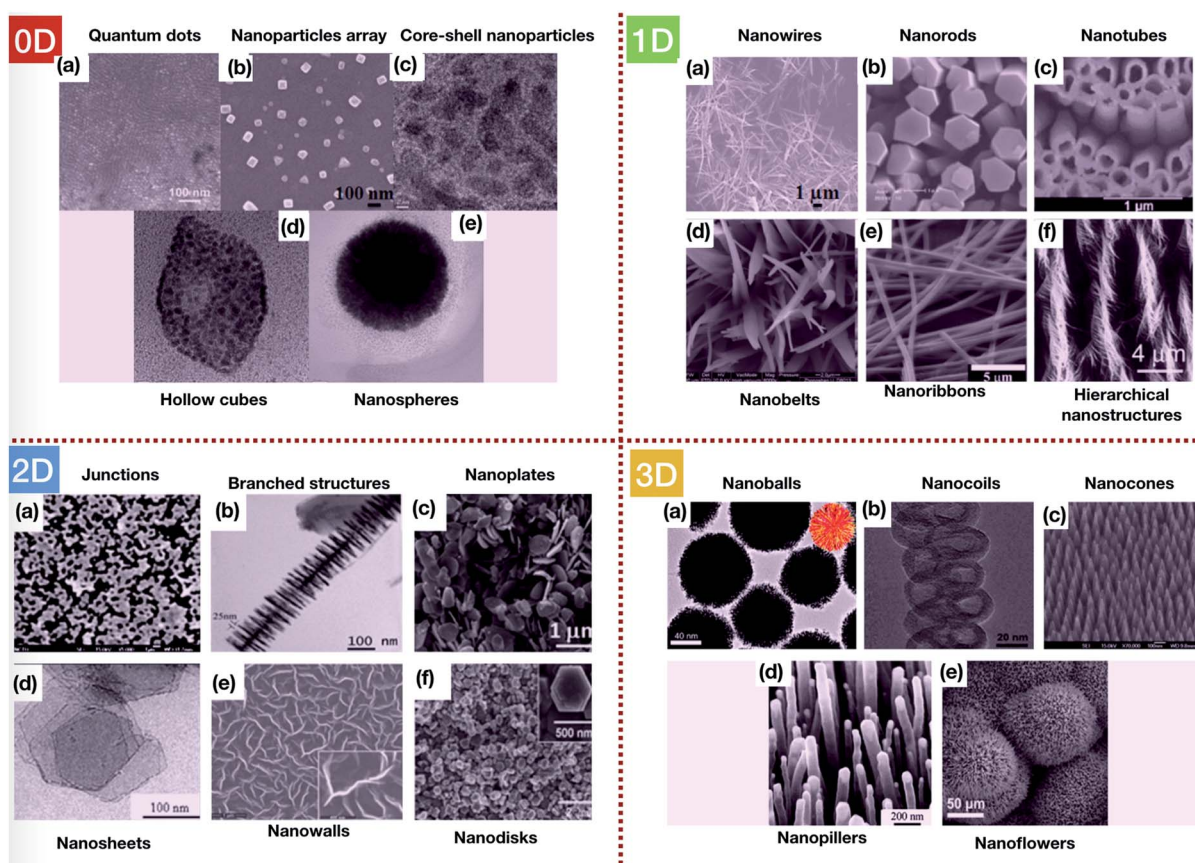 0D
Quantum dots
Nanoparticles array
Core-shell nanoparticles
(a)
(b)
(c)
100 nm
100 nm
(d)
(e)
Hollow cubes
Nanospheres
1D
Nanowires
Nanorods
Nanotubes
(a)
(b)
(c)
1 μm
1 μm
(d)
(e)
(f)
5 μm
4 μm
Nanobelts
Nanoribbons
Hierarchical
nanostructures
2D
Junctions
Branched structures
Nanoplates
(a)
(b)
(c)
25nm
100 nm
1 μm
(d)
(e)
(f)
100 nm
500 nm
Nanosheets
Nanowalls
Nanodisks
3D
Nanoballs
Nanocoils
Nanocones
(a)
(b)
(c)
40 nm
20 nm
(d)
(e)
200 nm
50 μm
Nanopillers
Nanoflowers